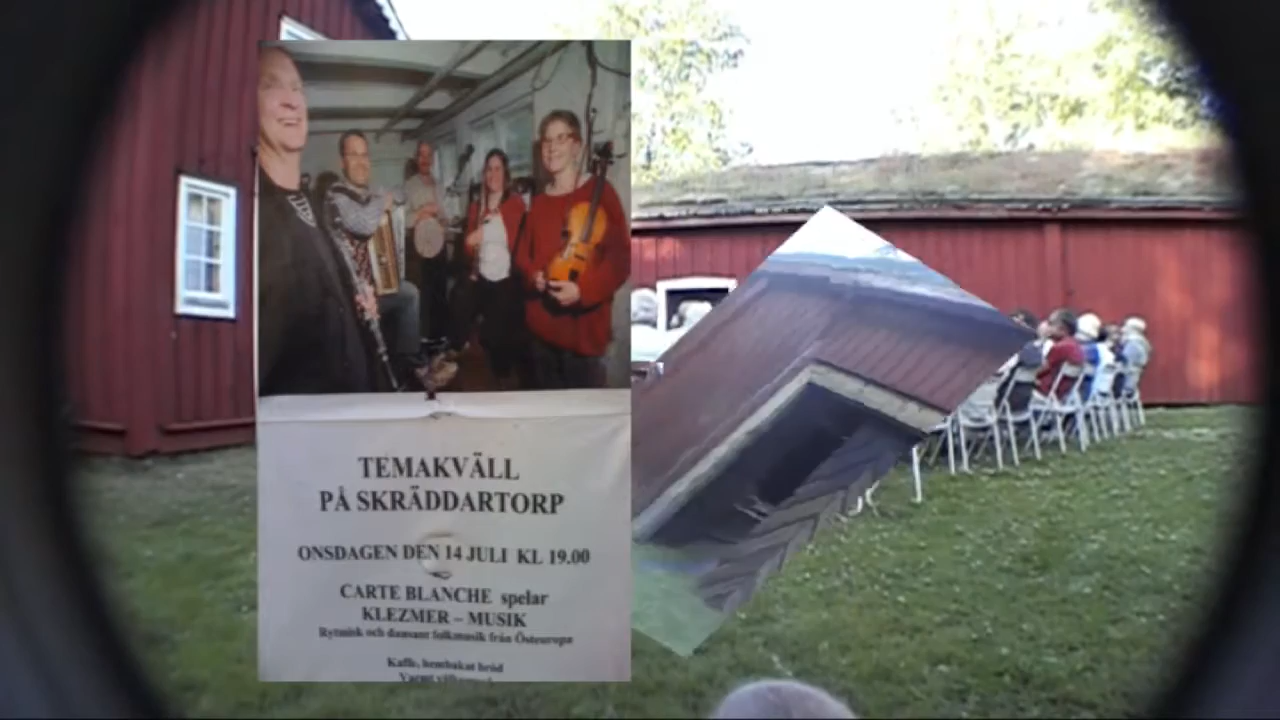 TEMAKVÄLL
PÅ SKRÄDDARTORP
ONSDAGEN DEN 14 JULI KL 19.00
CARTE BLANCHE spelar
KLEZMER – MUSIK
Rytmisk och dansant folkmusik från Östeuropa
Kaffe, hembakat bröd